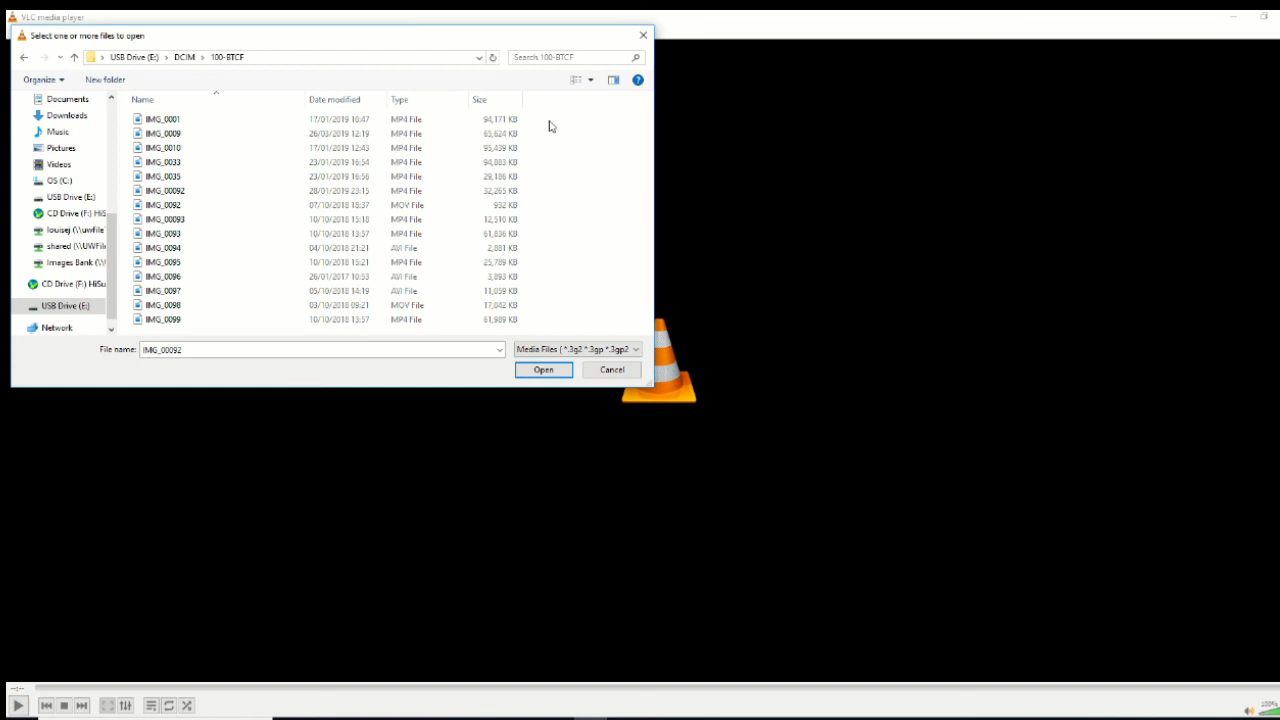 VLC media player
Select one or more files to open
USB Drive (E:) > DCIM > 100-BTCF
Search 100-BTCF
Organize
New folder
Name Date modified Type Size
Documents
Downloads
Music
Pictures
Videos
OS (C:)
USB Drive (E:)
CD Drive (F:) HiS
louisej (\\uwfile
shared (\\UWFil
Images Bank (\\
CD Drive (F:) HiSu
USB Drive (E:)
Network
IMG_0001 17/01/2019 10:47 MP4 File 94,171 KB
IMG_0009 26/03/2019 12:19 MP4 File 65,624 KB
IMG_0010 17/01/2019 12:43 MP4 File 95,439 KB
IMG_0033 23/01/2019 16:54 MP4 File 94,883 KB
IMG_0035 23/01/2019 16:56 MP4 File 29,186 KB
IMG_00092 28/01/2019 23:15 MP4 File 32,265 KB
IMG_0092 07/10/2018 18:37 MOV File 932 KB
IMG_00093 10/10/2018 15:18 MP4 File 12,510 KB
IMG_0093 10/10/2018 13:57 MP4 File 61,836 KB
IMG_0094 04/10/2018 21:21 AVI File 2,881 KB
IMG_0095 10/10/2018 15:21 MP4 File 25,789 KB
IMG_0096 26/01/2017 10:53 AVI File 3,893 KB
IMG_0097 05/10/2018 14:19 AVI File 11,059 KB
IMG_0098 03/10/2018 09:21 MOV File 17,042 KB
IMG_0099 10/10/2018 13:57 MP4 File 61,989 KB
File name: IMG_00092
Media Files ( *.3g2 *.3gp *.3gp2
Open
Cancel
--:--
100%